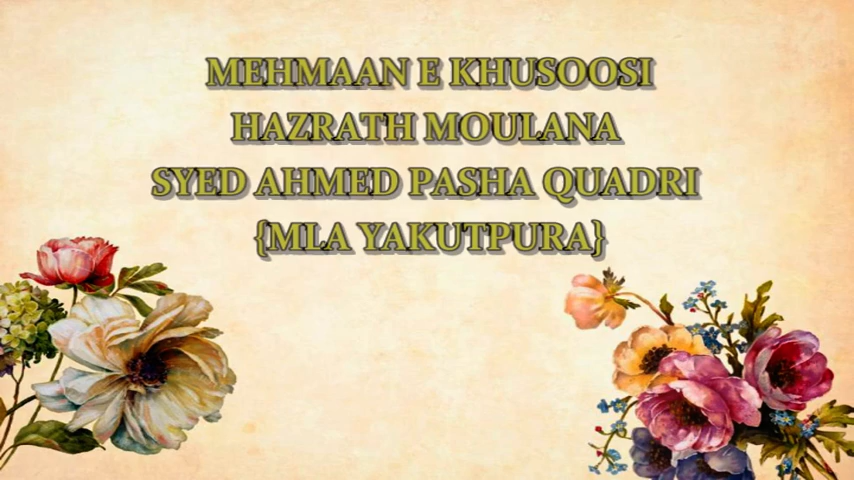 MEHMAAN E KHUSOOSI
HAZRATH MOULANA
SYED AHMED PASHA QUADRI
{MLA YAKUTPURA}